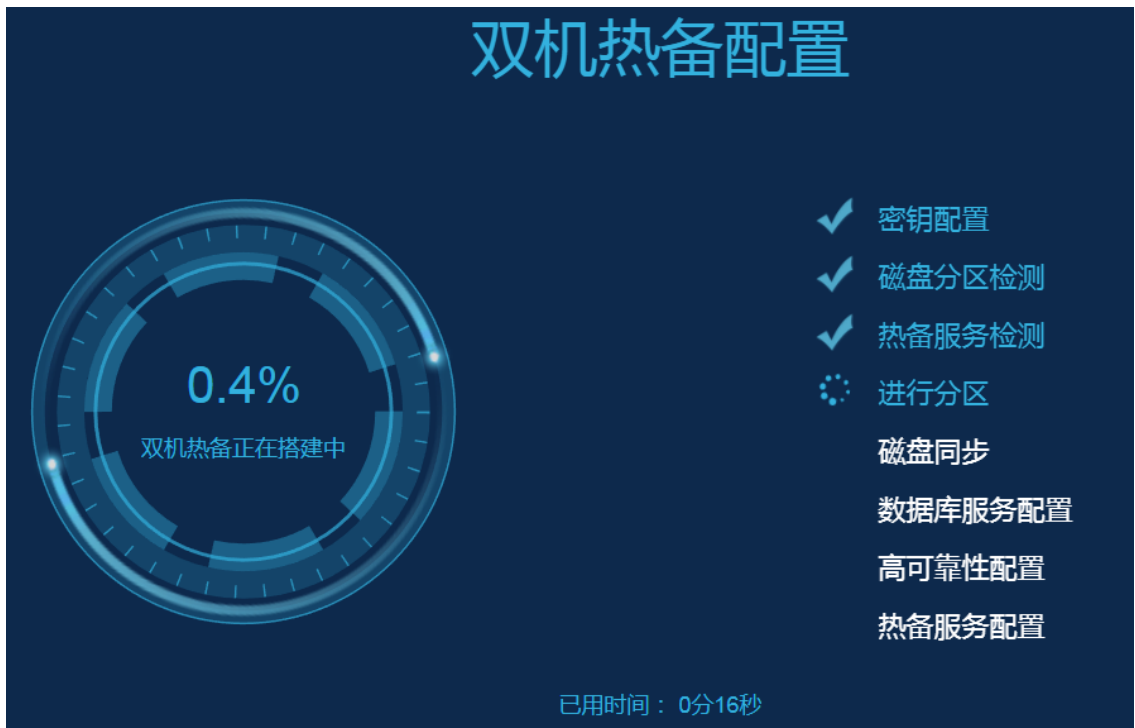 双机热备配置
0.4%
双机热备正在搭建中
密钥配置
磁盘分区检测
热备服务检测
进行分区
磁盘同步
数据库服务配置
高可靠性配置
热备服务配置
已用时间： 0分16秒